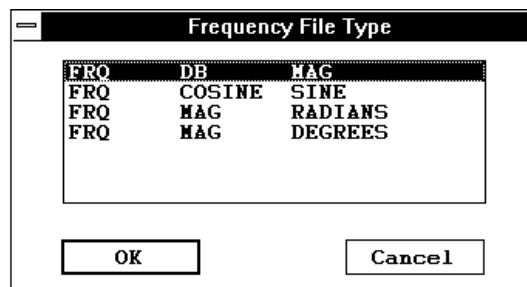 Frequency File Type
FRQ DB MAG
FRQ COSINE SINE
FRQ MAG RADIANS
FRQ MAG DEGREES
OK Cancel